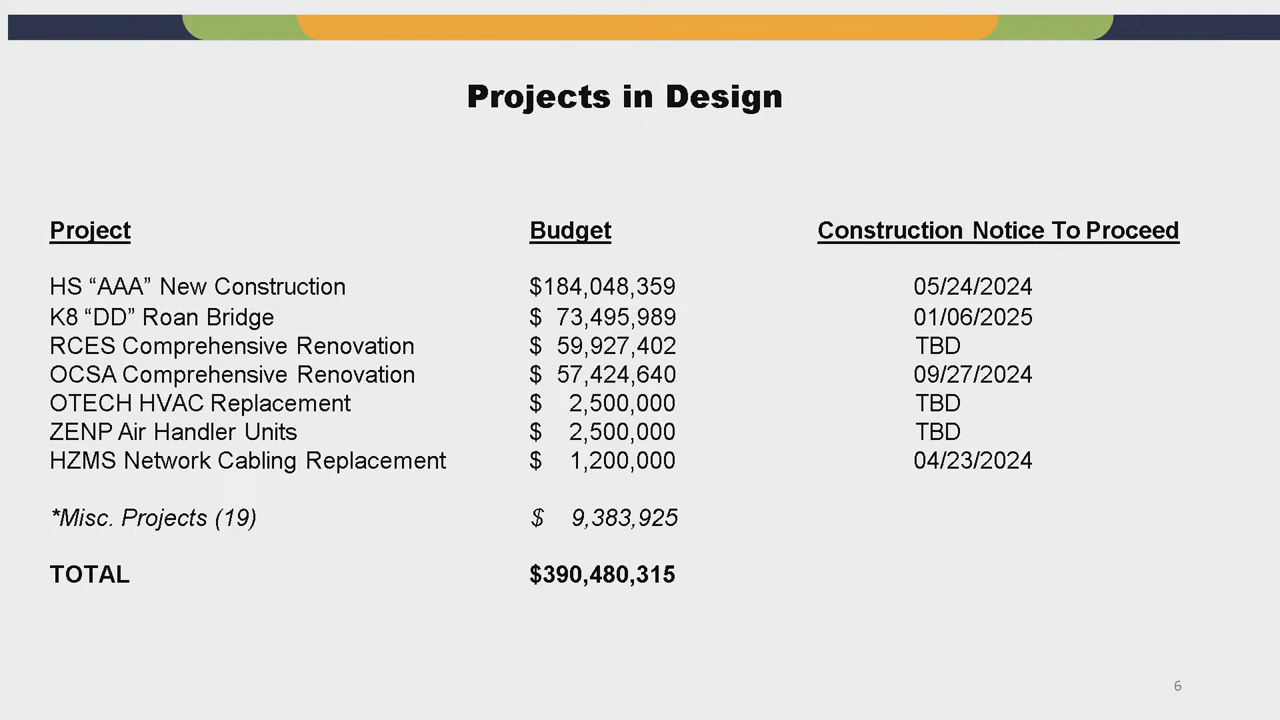 Projects in Design
Project Budget Construction Notice To Proceed
HS “AAA” New Construction $184,048,359 05/24/2024
K8 “DD” Roan Bridge $ 73,495,989 01/06/2025
RCES Comprehensive Renovation $ 59,927,402 TBD
OCSA Comprehensive Renovation $ 57,424,640 09/27/2024
OTECH HVAC Replacement $ 2,500,000 TBD
ZENP Air Handler Units $ 2,500,000 TBD
HZMS Network Cabling Replacement $ 1,200,000 04/23/2024
*Misc. Projects (19) $ 9,383,925
TOTAL $390,480,315
6